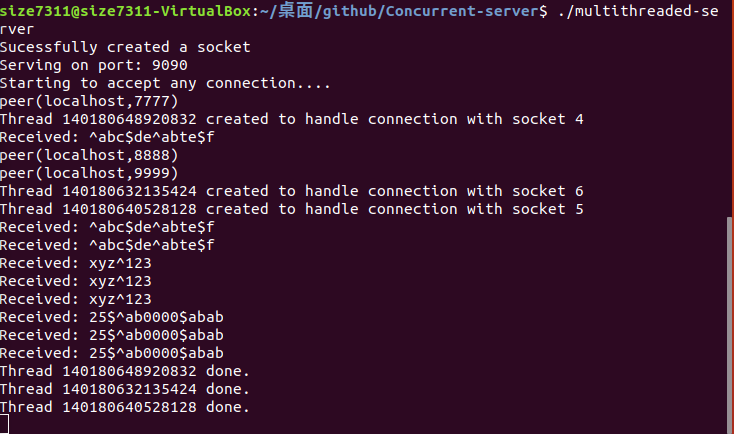 size7311@size7311-VirtualBox:~/桌面/github/Concurrent-server$ ./multithreaded-se
rver
Sucessfully created a socket
Serving on port: 9090
Starting to accept any connection....
peer(localhost,7777)
Thread 140180648920832 created to handle connection with socket 4
Received: ^abc$de^abte$f
peer(localhost,8888)
peer(localhost,9999)
Thread 140180632135424 created to handle connection with socket 6
Thread 140180640528128 created to handle connection with socket 5
Received: ^abc$de^abte$f
Received: ^abc$de^abte$f
Received: xyz^123
Received: xyz^123
Received: xyz^123
Received: 25$^ab0000$abab
Received: 25$^ab0000$abab
Received: 25$^ab0000$abab
Thread 140180648920832 done.
Thread 140180632135424 done.
Thread 140180640528128 done.